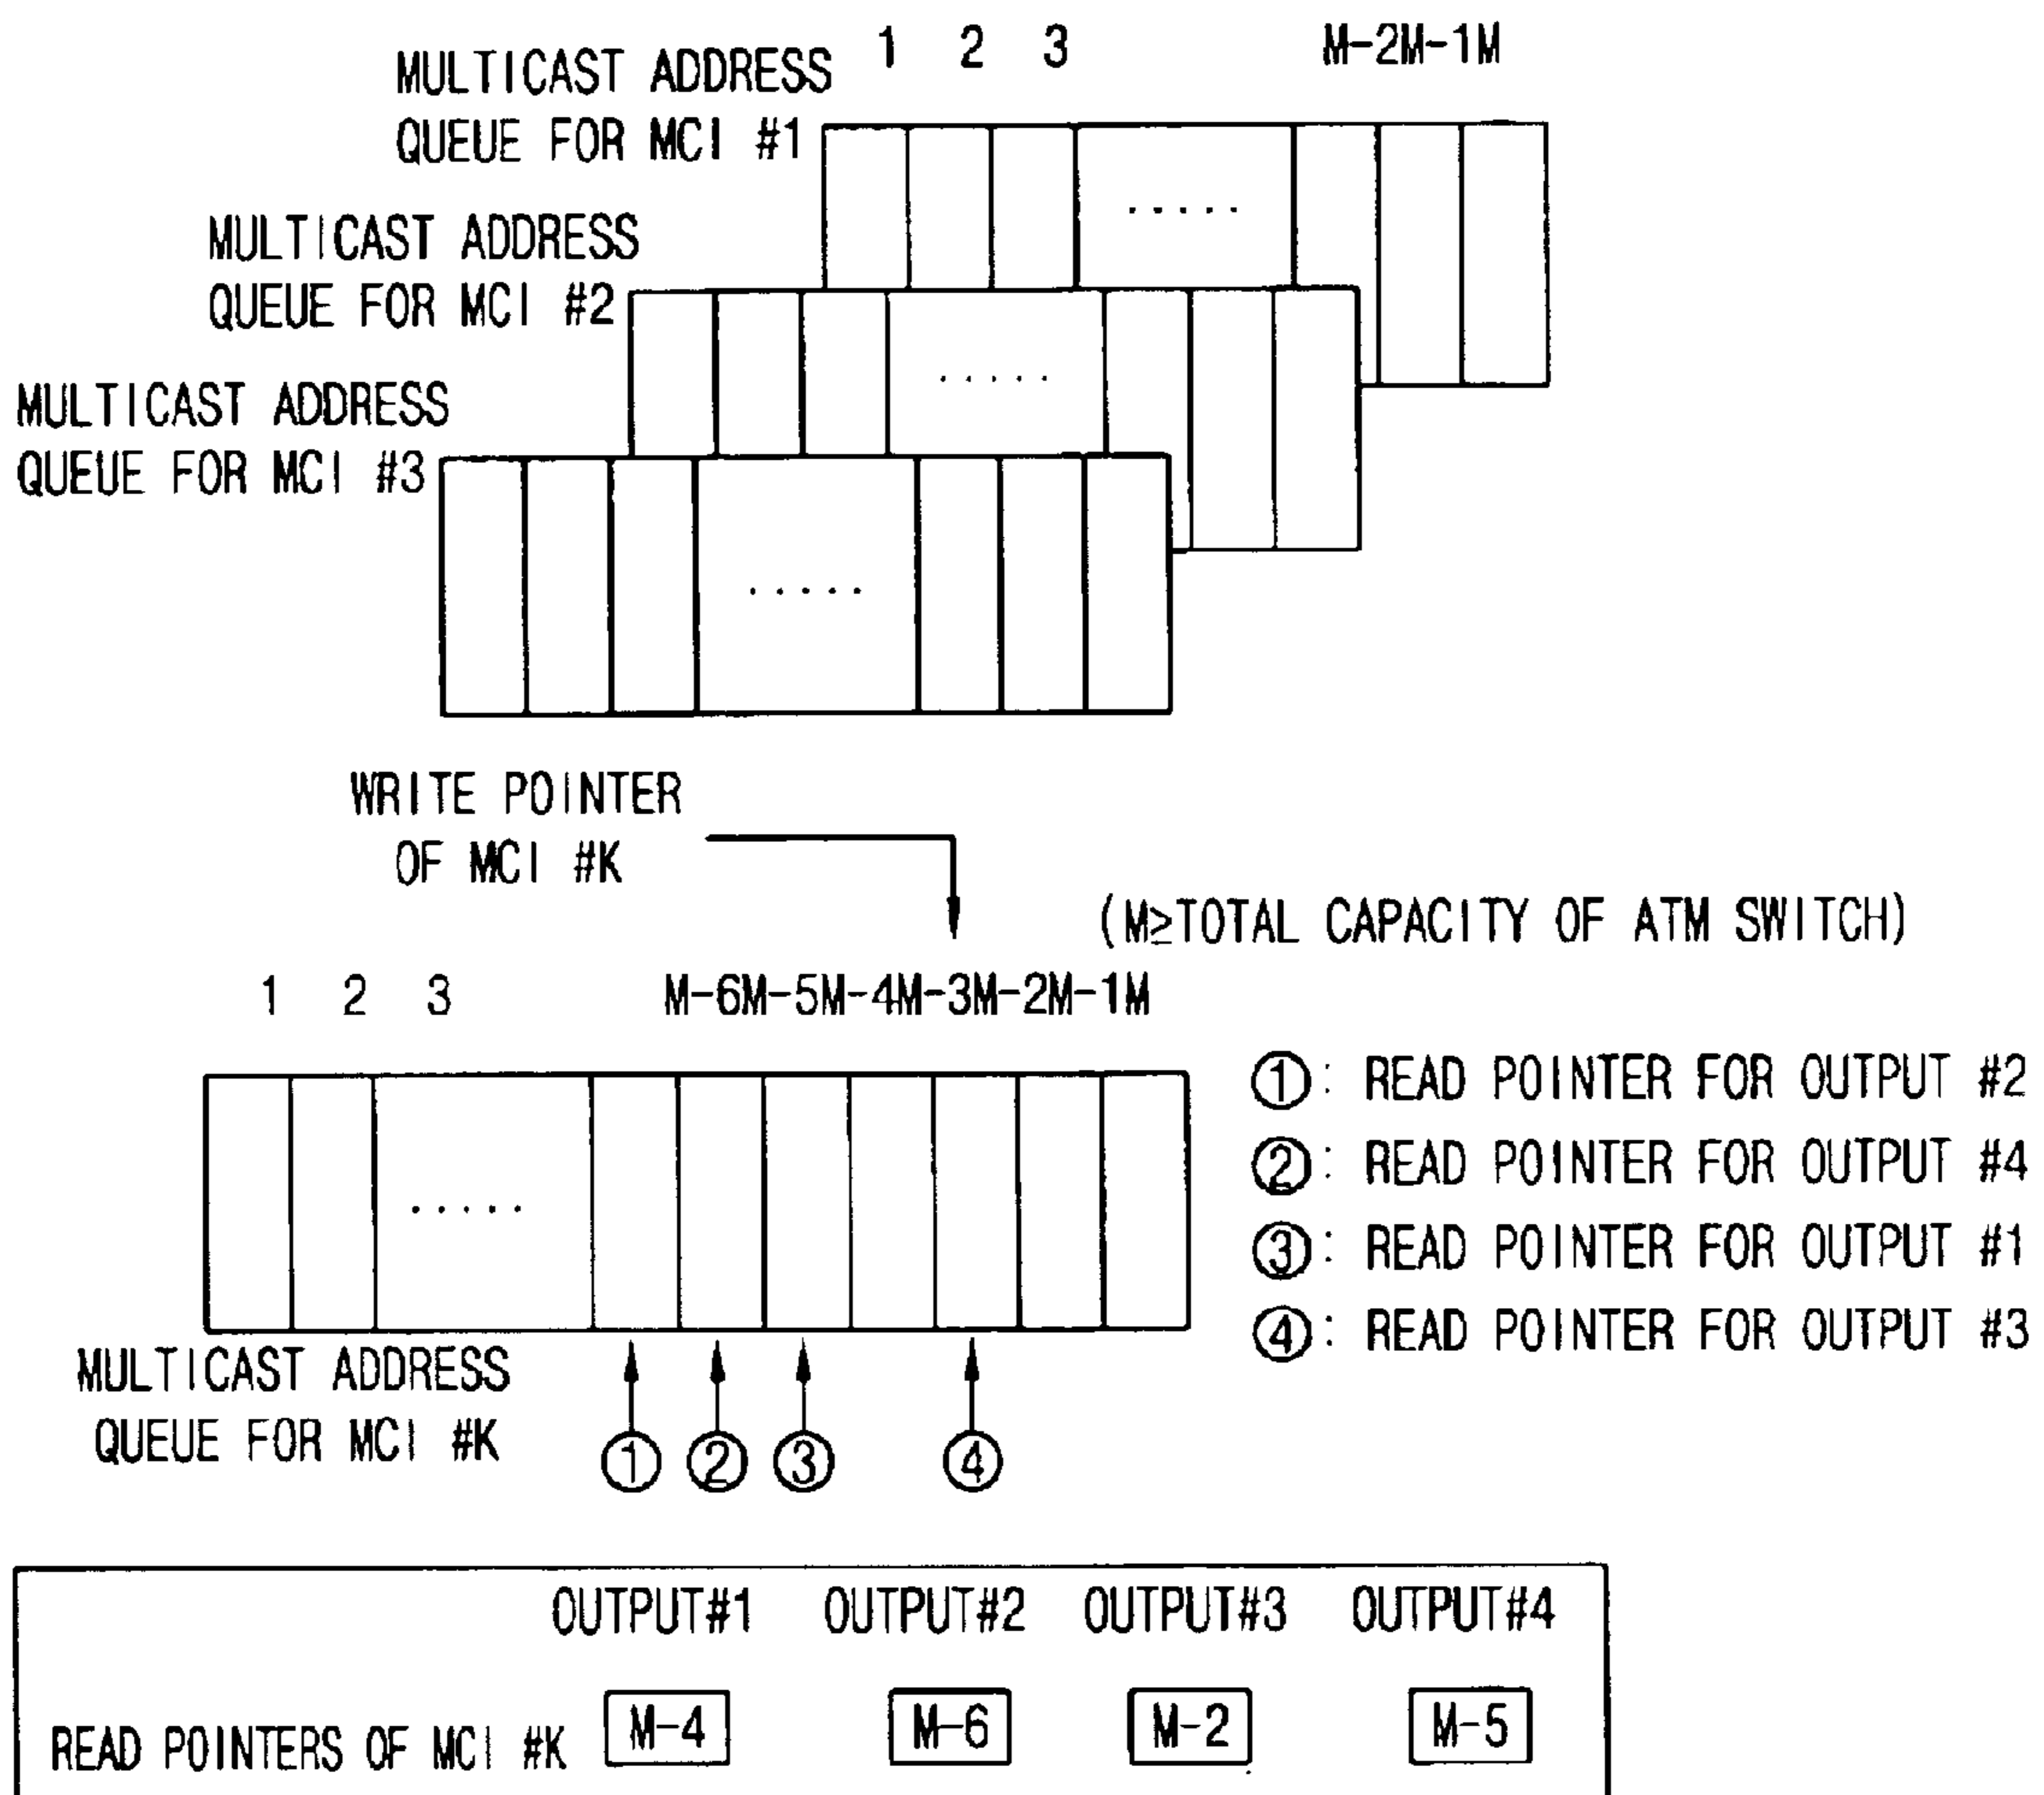 1 2 3 M-2M-1M
MULTICAST ADDRESS
QUEUE FOR MCI #1
.....
MULTICAST ADDRESS
QUEUE FOR MCI #2
.....
MULTICAST ADDRESS
QUEUE FOR MCI #3
.....
WRITE POINTER
OF MCI #K
(M≥TOTAL CAPACITY OF ATM SWITCH)
1 2 3 M-6M-5M-4M-3M-2M-1M
.....
①: READ POINTER FOR OUTPUT #2
②: READ POINTER FOR OUTPUT #4
③: READ POINTER FOR OUTPUT #1
④: READ POINTER FOR OUTPUT #3
MULTICAST ADDRESS
QUEUE FOR MCI #K
① ② ③ ④
OUTPUT#1 OUTPUT#2 OUTPUT#3 OUTPUT#4
READ POINTERS OF MCI #K M-4 M-6 M-2 M-5